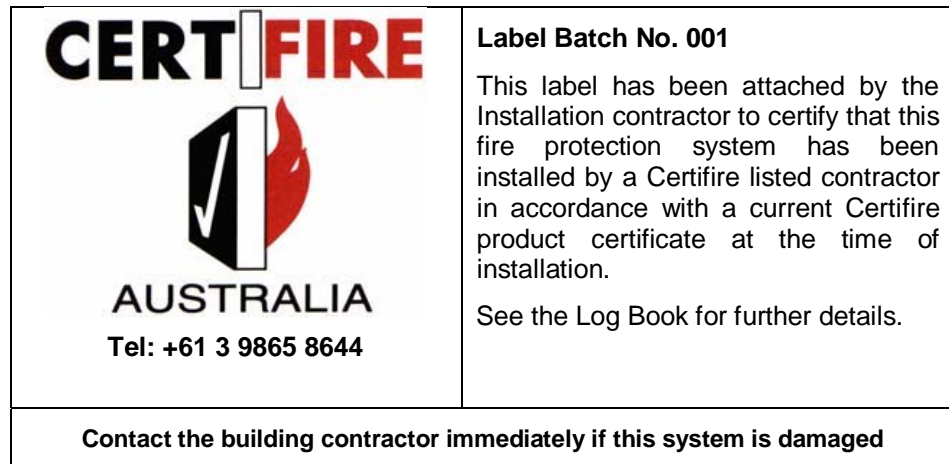 CERTIFIRE
AUSTRALIA
Tel: +61 3 9865 8644
Label Batch No. 001
This label has been attached by the
Installation contractor to certify that this
fire protection system has been
installed by a Certifire listed contractor
in accordance with a current Certifire
product certificate at the time of
installation.
See the Log Book for further details.
Contact the building contractor immediately if this system is damaged